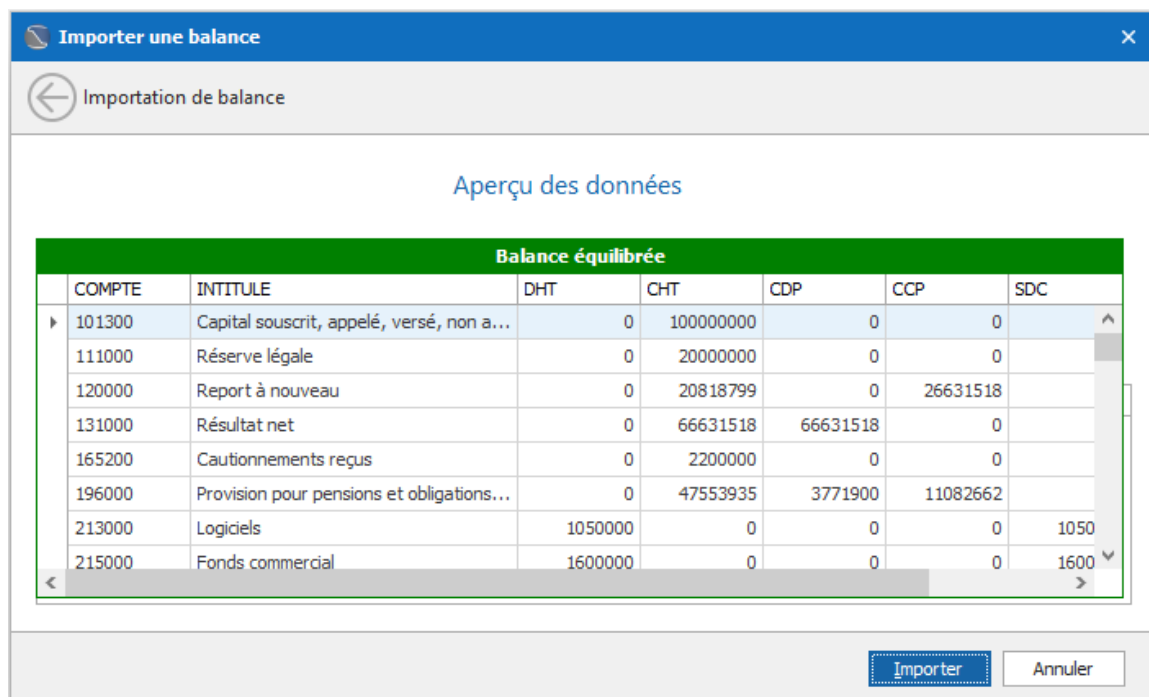 Importer une balance
Importation de balance
Aperçu des données
Balance équilibrée
COMPTE INTITULE DHT CHT CDP CCP SDC
101300 Capital souscrit, appelé, versé, non a... 0 100000000 0 0
111000 Réserve légale 0 20000000 0 0
120000 Report à nouveau 0 20818799 0 26631518
131000 Résultat net 0 66631518 66631518 0
165200 Cautionnements reçus 0 2200000 0 0
196000 Provision pour pensions et obligations... 0 47553935 3771900 11082662
213000 Logiciels 1050000 0 0 0 1050
215000 Fonds commercial 1600000 0 0 0 1600
Importer Annuler